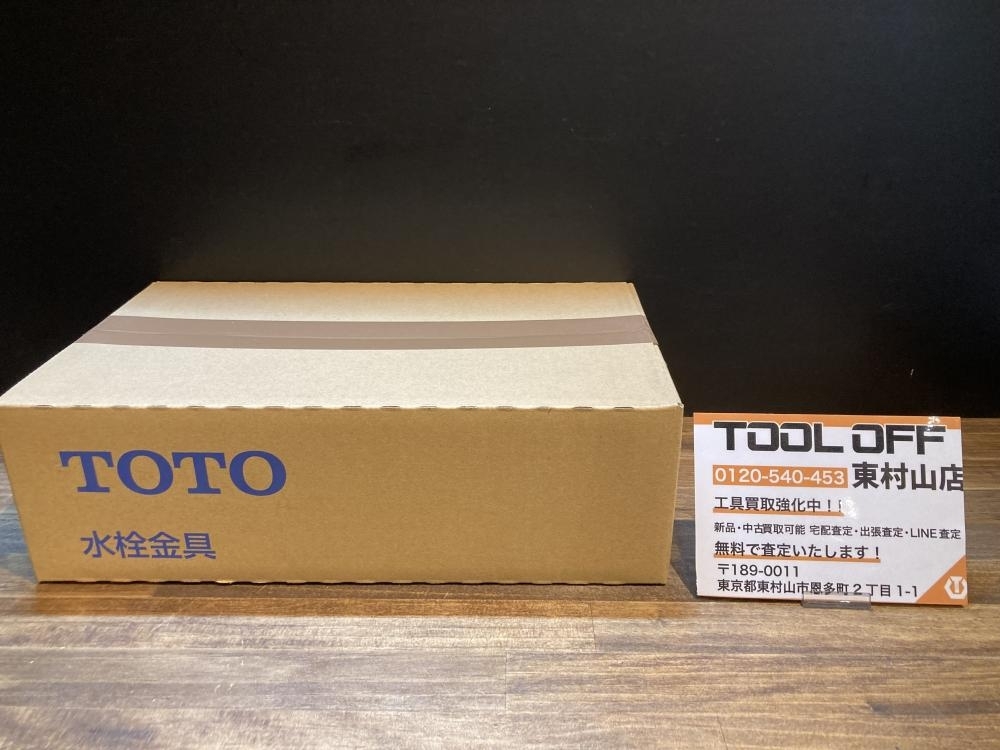 TOTO
水栓金具
TOOL OFF
0120-540-453 東村山店
工具買取強化中！
新品・中古買取可能 宅配査定・出張査定・LINE査定
無料で査定いたします！
〒189-0011
東京都東村山市恩多町2丁目1-1